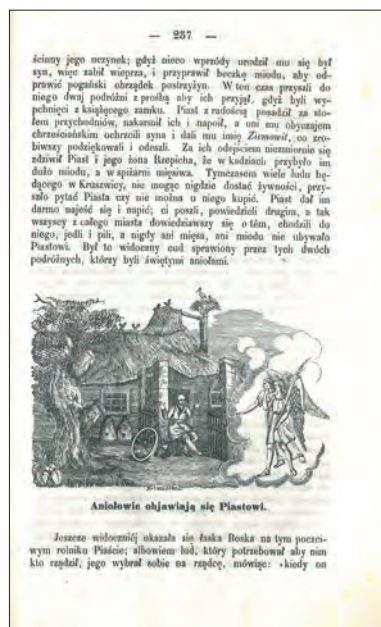 — 257 —
ścinny jego uczynek; gdyż nieco wprzódy urodził mu się był
syn, więc zabił wieprza, i przyprawił beczkę miodu, aby od-
prawić pogański obrządek postrzyżyn. W ten czas przyszli do
niego dwaj podróżni z prośbą aby ich przyjął, gdyż byli wy-
pchnięci z książęcego zamku. Piast z radością posadził za sto-
łem przychodniów, nakarmił ich i napoił, a oni mu obyczajem
chrześciańskim ochrzcili syna i dali mu imię Ziemowit, co zro-
biwszy podziękowali i odeszli. Za ich odejściem niezmiernie się
zdziwił Piast i jego żona Rzepicha, że w kadziach przybyło im
dużo miodu, a w spiżarni mięsiwa. Tymczasem wiele ludu bę-
dącego w Kruszwicy, nie mogąc nigdzie dostać żywności, przy-
szło pytać Piasta czy nie można u niego kupić. Piast dał im
darmo najeść się i napić; ci poszli, powiedzieli drugim, a tak
wszyscy z całego miasta dowiedziawszy się o tém, chodzili do
niego, jedli i pili, a nigdy ani mięsa, ani miodu nie ubywało
Piastowi. Był to widoczny cud sprawiony przez tych dwóch
podróżnych, którzy byli świętymi aniołami.
Aniołowie objawiają się Piastowi.
Jeszcze widoczniéj okazała się łaska Boska na tym poczci-
wym rolniku Piaście; albowiem lud, który potrzebował aby nim
kto rządził, jego wybrał sobie na rządcę, mówiąc: »kiedy on